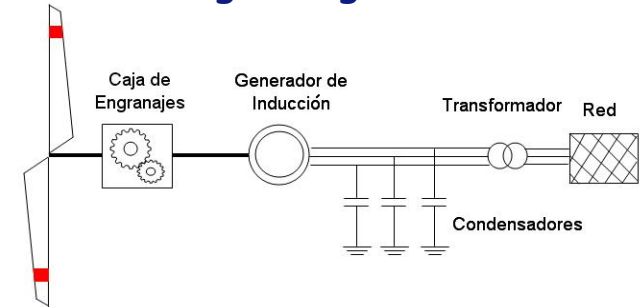 Caja de
Engranajes
Generador de
Inducción
Transformador
Red
Condensadores